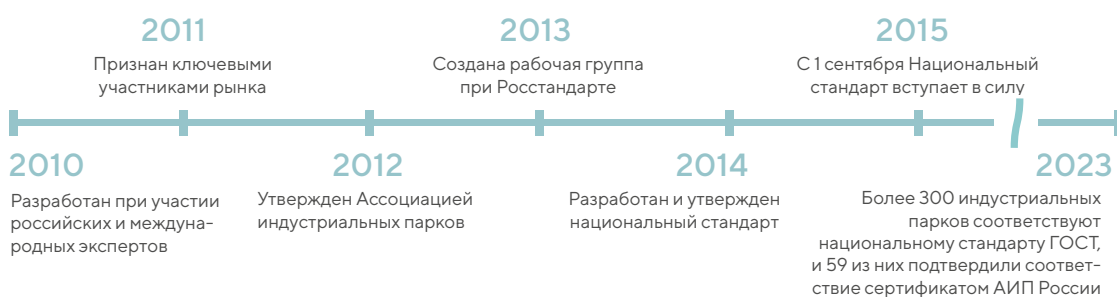 2011
Признан ключевыми
участниками рынка
2013
Создана рабочая группа
при Росстандарте
2015
С 1 сентября Национальный
стандарт вступает в силу
2010
Разработан при участии
российских и междуна-
родных экспертов
2012
Утвержден Ассоциацией
индустриальных парков
2014
Разработан и утвержден
национальный стандарт
2023
Более 300 индустриальных
парков соответствуют
национальному стандарту ГОСТ,
и 59 из них подтвердили соответ-
ствие сертификатом АИП России